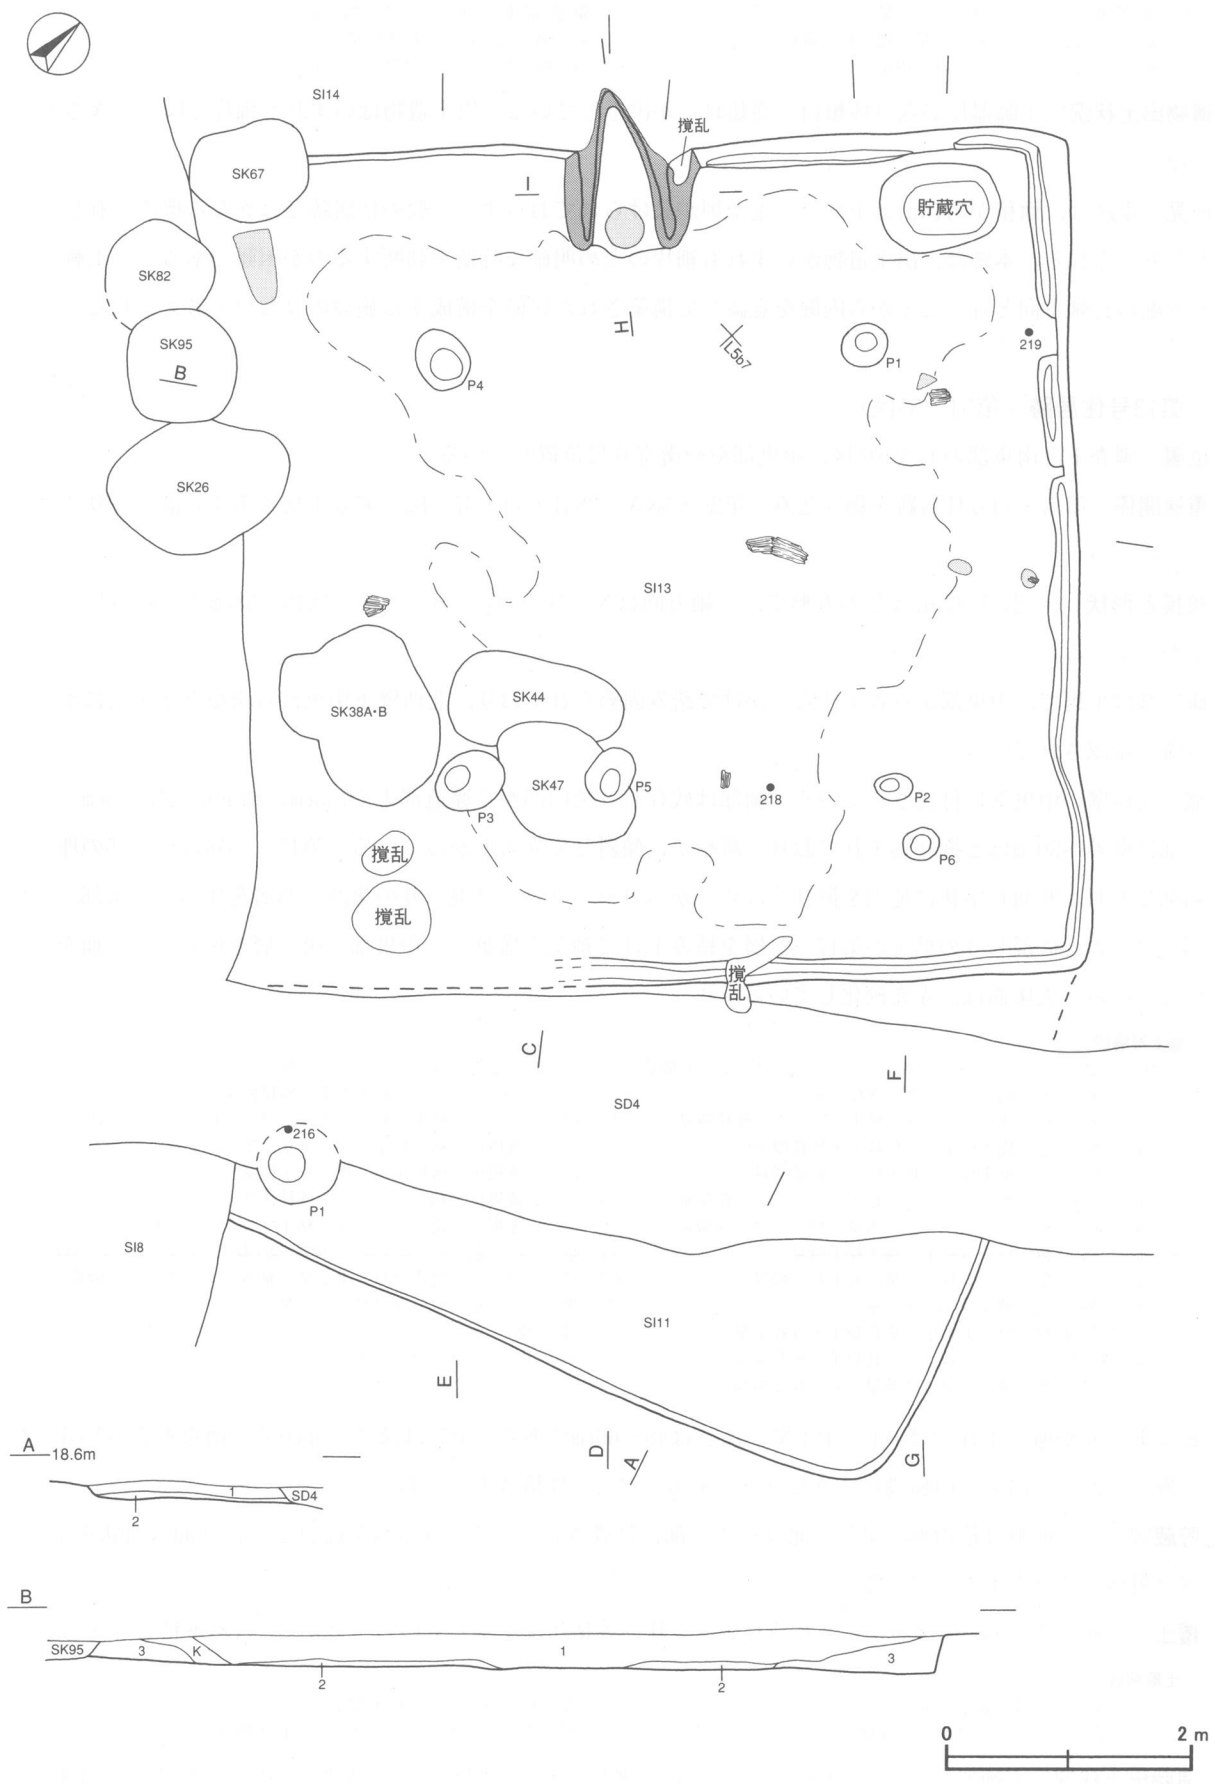 SI14
撹乱
SK67
I
貯蔵穴
SK82
H
L5b7
SK95
B
P4
P1
219
SK26
SI13
SK38A・B
SK44
SK47
P5
P3
218
P2
P6
撹乱
撹乱
撹乱
C
F
SD4
216
P1
SI8
SI11
E
D
A
G
A 18.6m
1
SD4
2
B
SK95
3
K
1
3
2
2
0
2 m